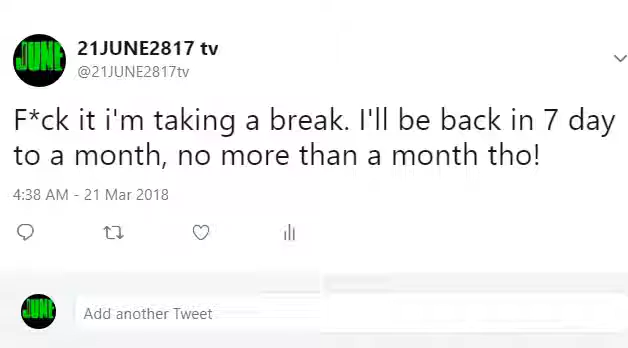 JUNE
21JUNE2817 tv
@21JUNE2817tv
F*ck it i'm taking a break. I'll be back in 7 day
to a month, no more than a month tho!
4:38 AM - 21 Mar 2018
JUNE
Add another Tweet